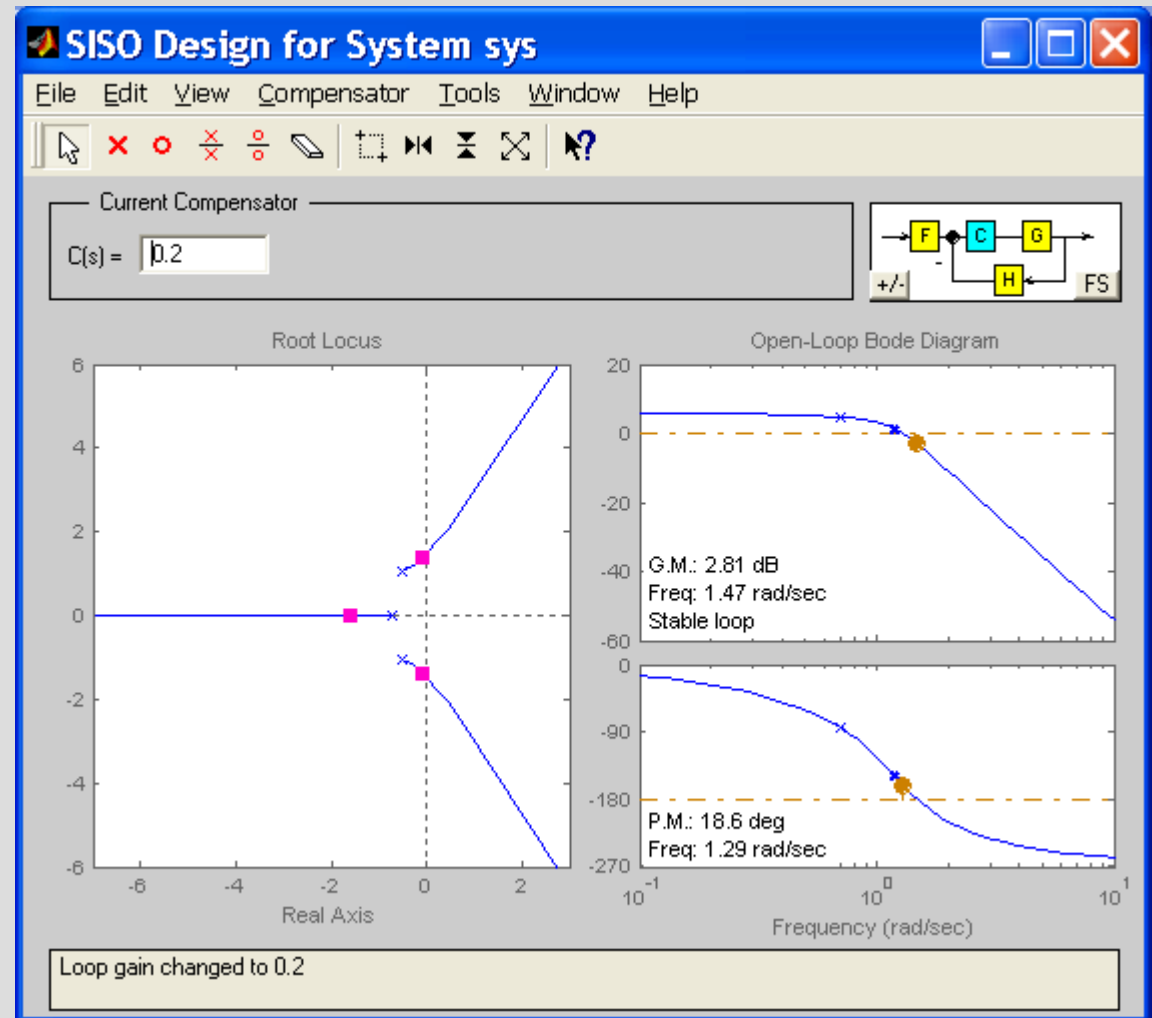 SISO Design for System sys
File Edit View Compensator Tools Window Help
Current Compensator
C(s) = 0.2
F C G
-
+/- H FS
Root Locus
6
4
2
0
-2
-4
-6
-6 -4 -2 0 2
Real Axis
Open-Loop Bode Diagram
20
0
-20
-40
-60
G.M.: 2.81 dB
Freq: 1.47 rad/sec
Stable loop
0
-90
-180
-270
P.M.: 18.6 deg
Freq: 1.29 rad/sec
10^-1 10^0 10^1
Frequency (rad/sec)
Loop gain changed to 0.2